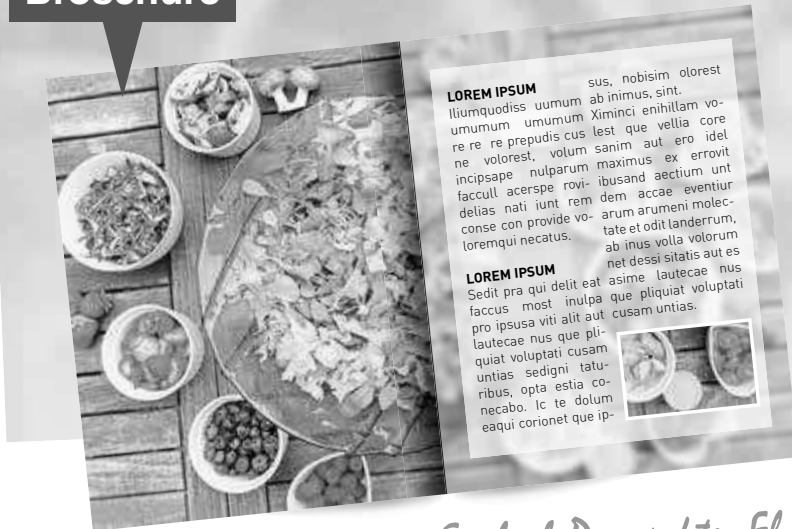 Brochure
LOREM IPSUM
Iliumquodiss uumum
umumum umumum
re re re prepudis cus
ne volorest, volum
incipsape nulparum
faccull acerspe rovi-
delias nati iunt rem
conse con provide vo-
loremqui necatus.
LOREM IPSUM
Sedit pra qui delit eat
faccus most inulpa
pro ipsusa viti alit aut
lautecae nus que pli-
quiat voluptati cusam
untias sedigni tatu-
ribus, opta estia co-
necabo. Ic te dolum
eaqui corionet que ip-
sus, nobisim olorest
ab inimus, sint.
Ximinci enihillam vo-
lest que vellia core
sanim aut ero idel
maximus ex errovit
ibusand aectium unt
dem accae eventiur
arum arumeni molec-
tate et odit landerrum,
ab inus volla volorum
net dessi sitatis aut es
asime lautecae nus
que pliquiat voluptati
cusam untias.